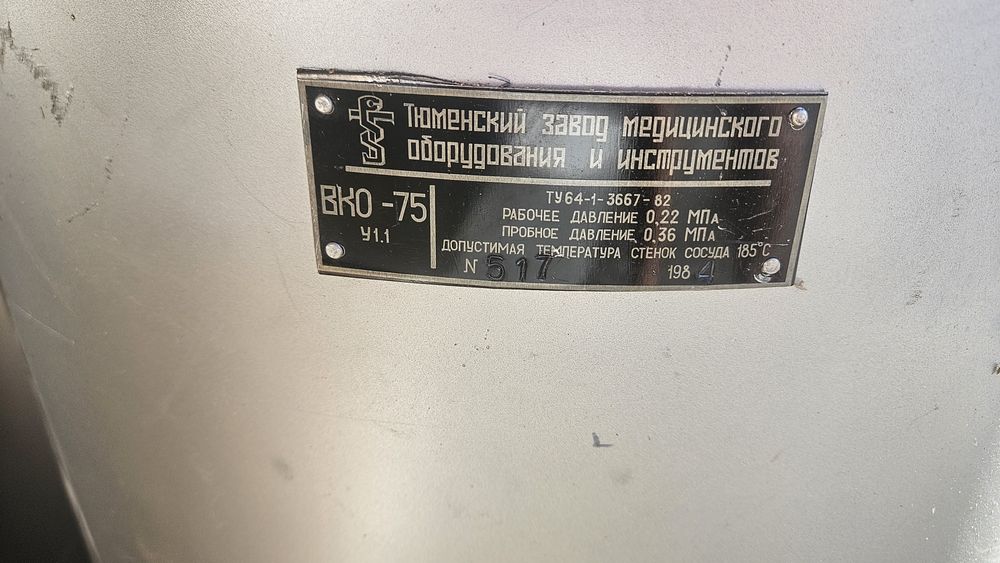 Тюменский завод медицинского
оборудования и инструментов
ВКО-75
У1.1
ТУ64-1-3667-82
РАБОЧЕЕ ДАВЛЕНИЕ 0,22 МПа
ПРОБНОЕ ДАВЛЕНИЕ 0,36 МПа
ДОПУСТИМАЯ ТЕМПЕРАТУРА СТЕНОК СОСУДА 185°С
N 517 1984